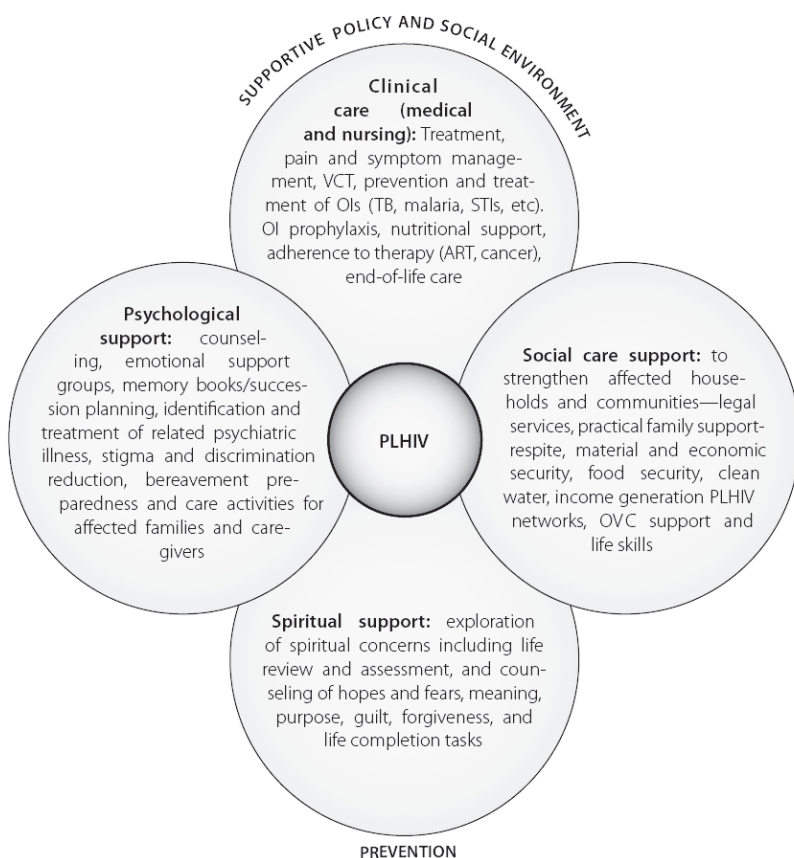 SUPPORTIVE POLICY AND SOCIAL ENVIRONMENT
Clinical
care (medical
and nursing): Treatment,
pain and symptom manage-
ment, VCT, prevention and treat-
ment of OIs (TB, malaria, STIs, etc).
OI prophylaxis, nutritional support,
adherence to therapy (ART, cancer),
end-of-life care
Psychological
support: counsel-
ing, emotional support
groups, memory books/succes-
sion planning, identification and
treatment of related psychiatric
illness, stigma and discrimination
reduction, bereavement pre-
paredness and care activities for
affected families and care-
givers
PLHIV
Social care support: to
strengthen affected house-
holds and communities—legal
services, practical family support-
respite, material and economic
security, food security, clean
water, income generation PLHIV
networks, OVC support and
life skills
Spiritual support: exploration
of spiritual concerns including life
review and assessment, and coun-
seling of hopes and fears, meaning,
purpose, guilt, forgiveness, and
life completion tasks
PREVENTION